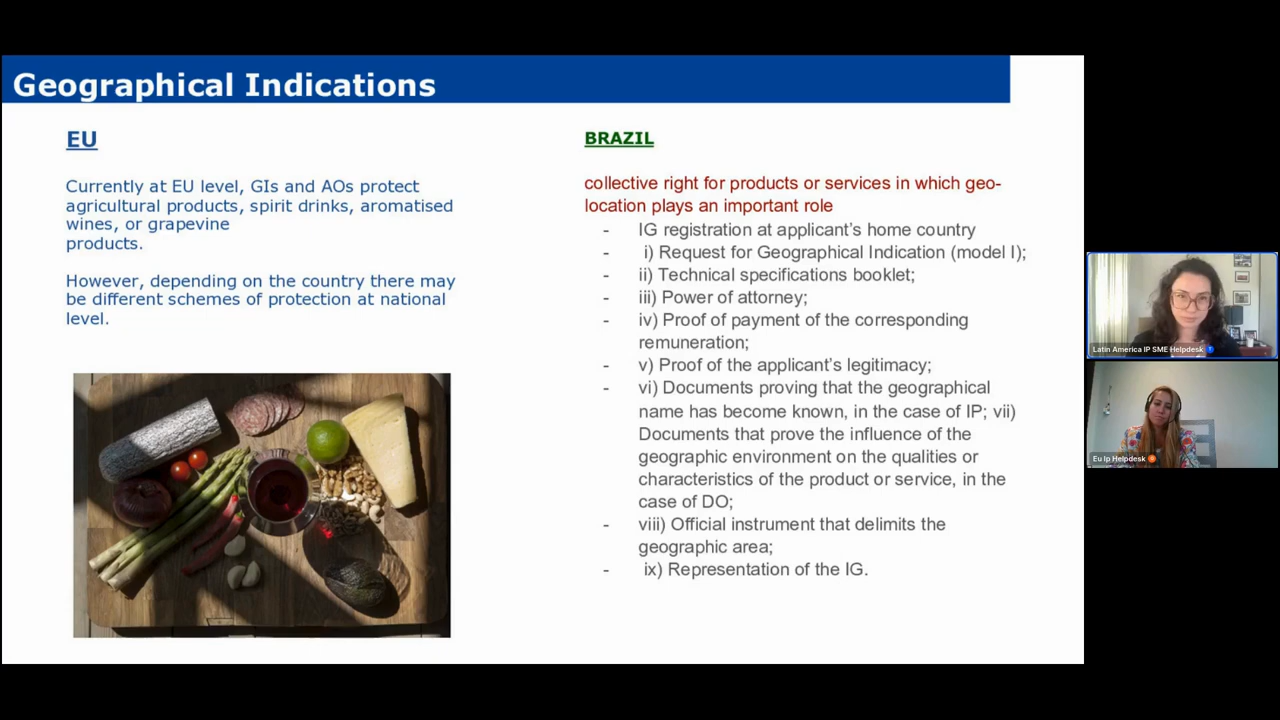 Geographical Indications
EU
Currently at EU level, GIs and AOs protect
agricultural products, spirit drinks, aromatised
wines, or grapevine
products.
However, depending on the country there may
be different schemes of protection at national
level.
BRAZIL
collective right for products or services in which geo-
location plays an important role
- IG registration at applicant's home country
- i) Request for Geographical Indication (model I);
- ii) Technical specifications booklet;
- iii) Power of attorney;
- iv) Proof of payment of the corresponding
remuneration;
- v) Proof of the applicant's legitimacy;
- vi) Documents proving that the geographical
name has become known, in the case of IP; vii)
Documents that prove the influence of the
geographic environment on the qualities or
characteristics of the product or service, in the
case of DO;
- viii) Official instrument that delimits the
geographic area;
- ix) Representation of the IG.
Latin America IP SME Helpdesk
Eu Ip Helpdesk